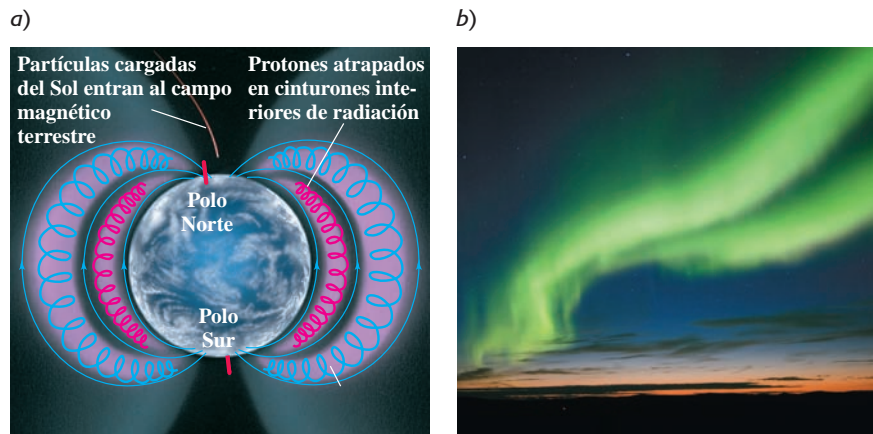 a)
b)
Partículas cargadas
del Sol entran al campo
magnético
terrestre
Protones atrapados
en cinturones inte-
riores de radiación
Polo
Norte
Polo
Sur